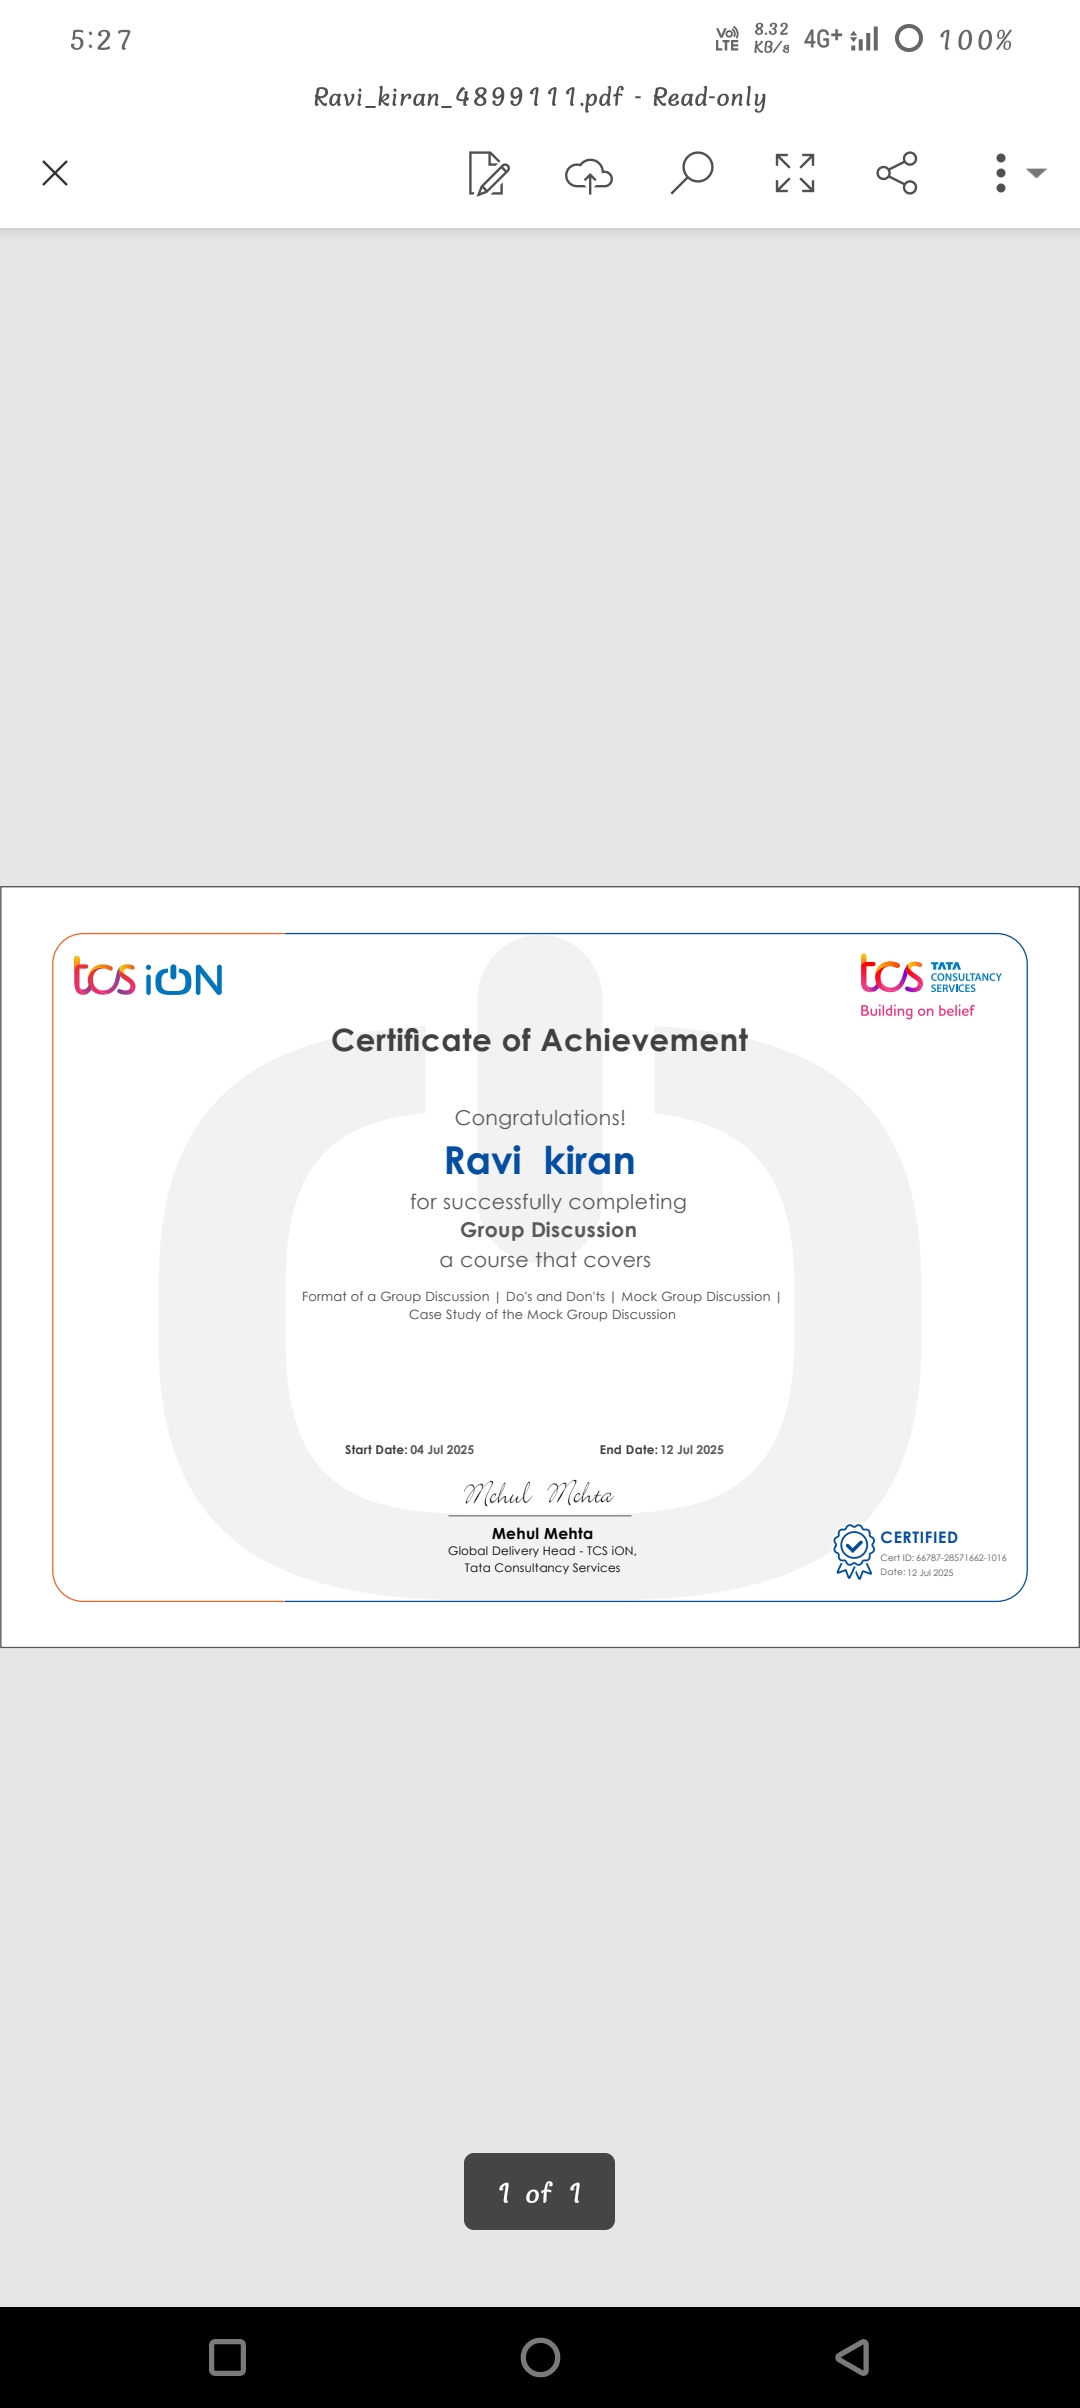 5:27
Vo) LTE 8.32 KB/s 4G+ 100%
Ravi_kiran_4899111.pdf - Read-only
tcs iON
tcs TATA CONSULTANCY SERVICES
Building on belief
Certificate of Achievement
Congratulations!
Ravi kiran
for successfully completing
Group Discussion
a course that covers
Format of a Group Discussion | Do's and Don'ts | Mock Group Discussion |
Case Study of the Mock Group Discussion
Start Date: 04 Jul 2025 End Date: 12 Jul 2025
Mehul Mehta
Mehul Mehta
Global Delivery Head - TCS iON,
Tata Consultancy Services
CERTIFIED
Cert ID: 66787-28571662-1016
Date: 12 Jul 2025
1 of 1